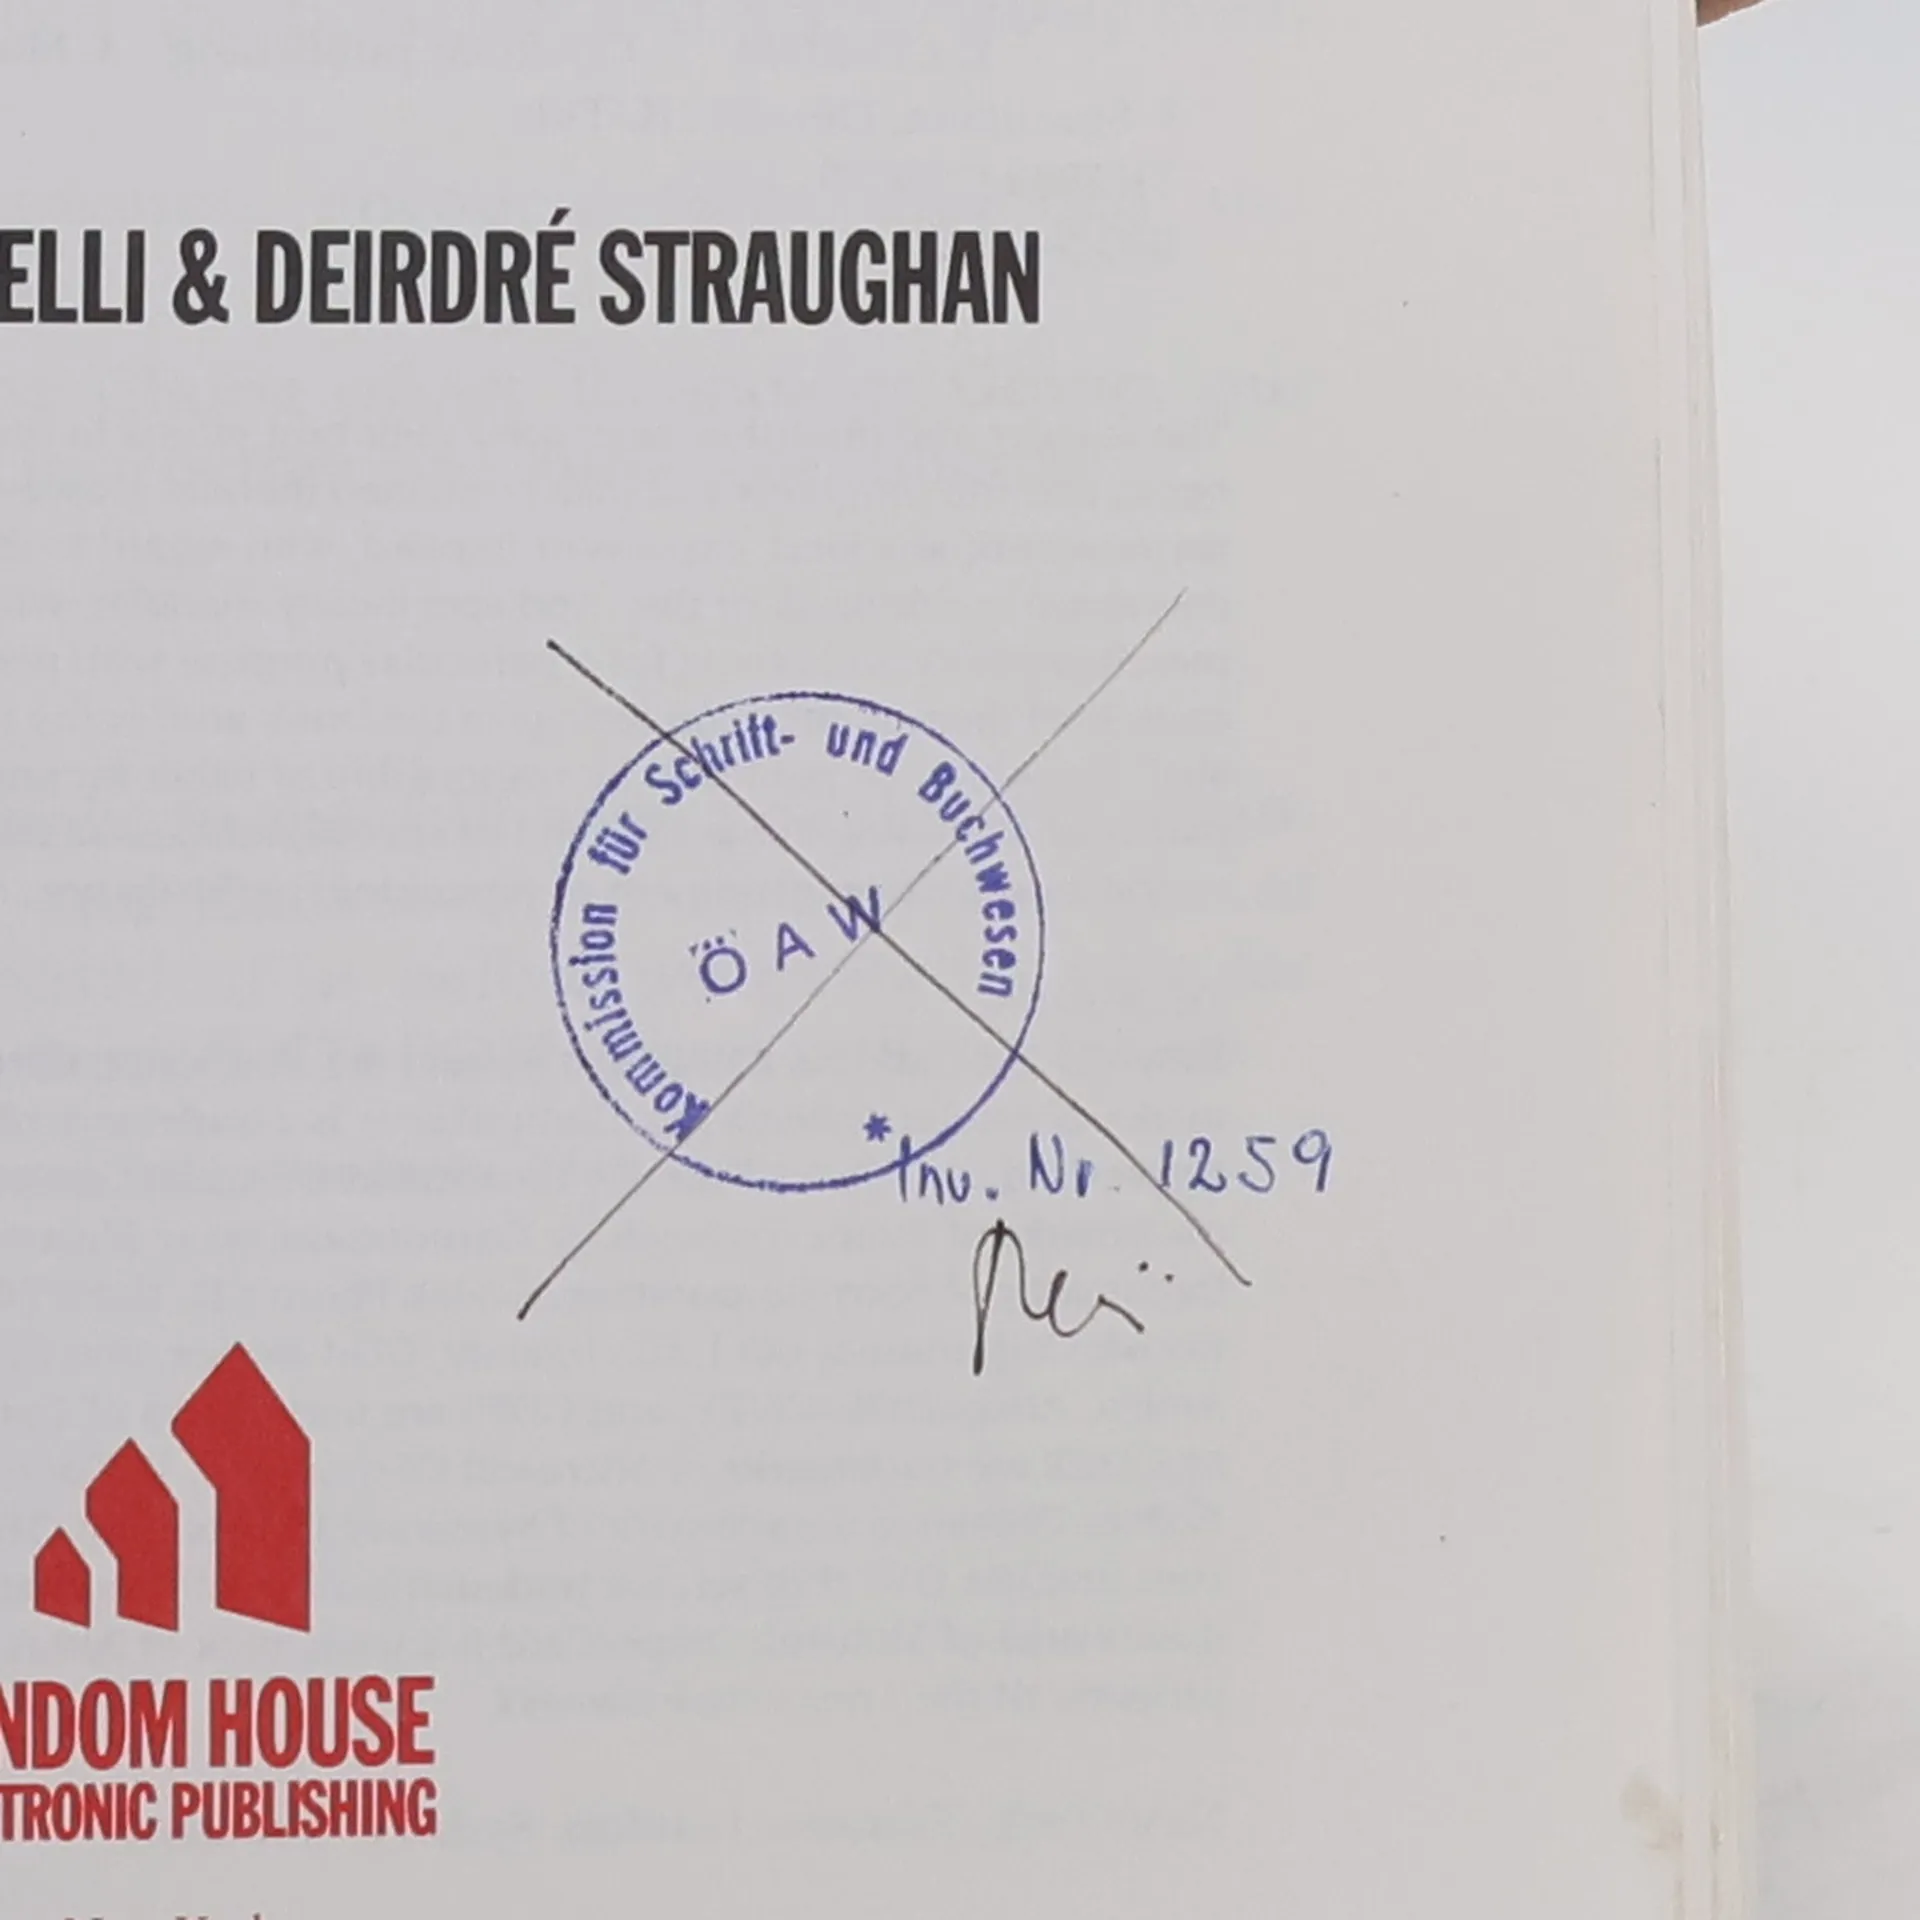 ELLI & DEIRDRÉ STRAUGHAN
Kommission für Schrift- und Buchwesen
ÖAW
*
Inv. Nr. 1259
NDOM HOUSE
TRONIC PUBLISHING